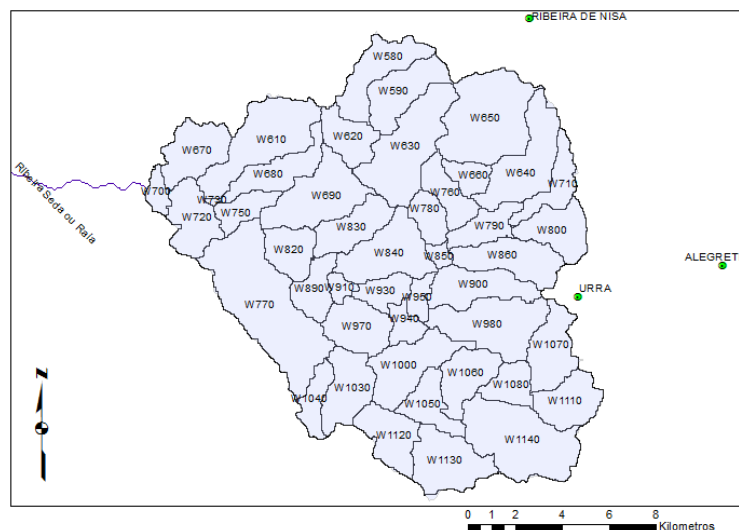 RIBEIRA DE NISA
W580
W590
W650
W610
W620
W630
W670
W680
W660
W640
W710
W700
W690
W760
W730
W720
W750
W780
W830
W790
W800
Ribeira Seda ou Raia
W820
W840
W850
W860
ALEGRET
W770
W890
W910
W930
W950
W900
URRA
W940
W970
W980
W1070
W1000
W1060
W1030
W1080
W1040
W1050
W1110
W1120
W1140
W1130
N
0 1 2 4 6 8
Kilometros